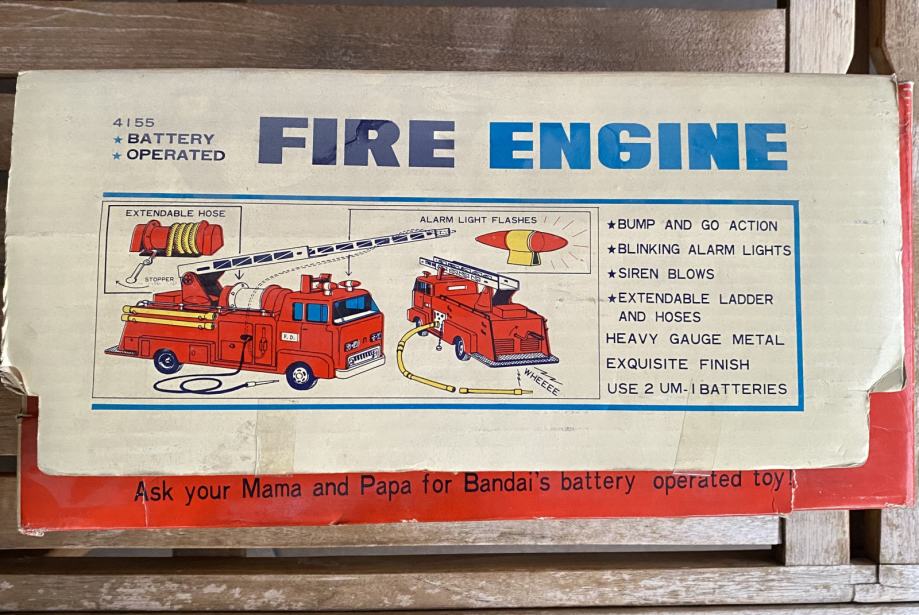 4155
★ BATTERY
★ OPERATED
FIRE ENGINE
EXTENDABLE HOSE
STOPPER
ALARM LIGHT FLASHES
F.D.
WHEEEE
★BUMP AND GO ACTION
★BLINKING ALARM LIGHTS
★SIREN BLOWS
★EXTENDABLE LADDER
AND HOSES
HEAVY GAUGE METAL
EXQUISITE FINISH
USE 2 UM-1 BATTERIES
Ask your Mama and Papa for Bandai's battery operated toy!